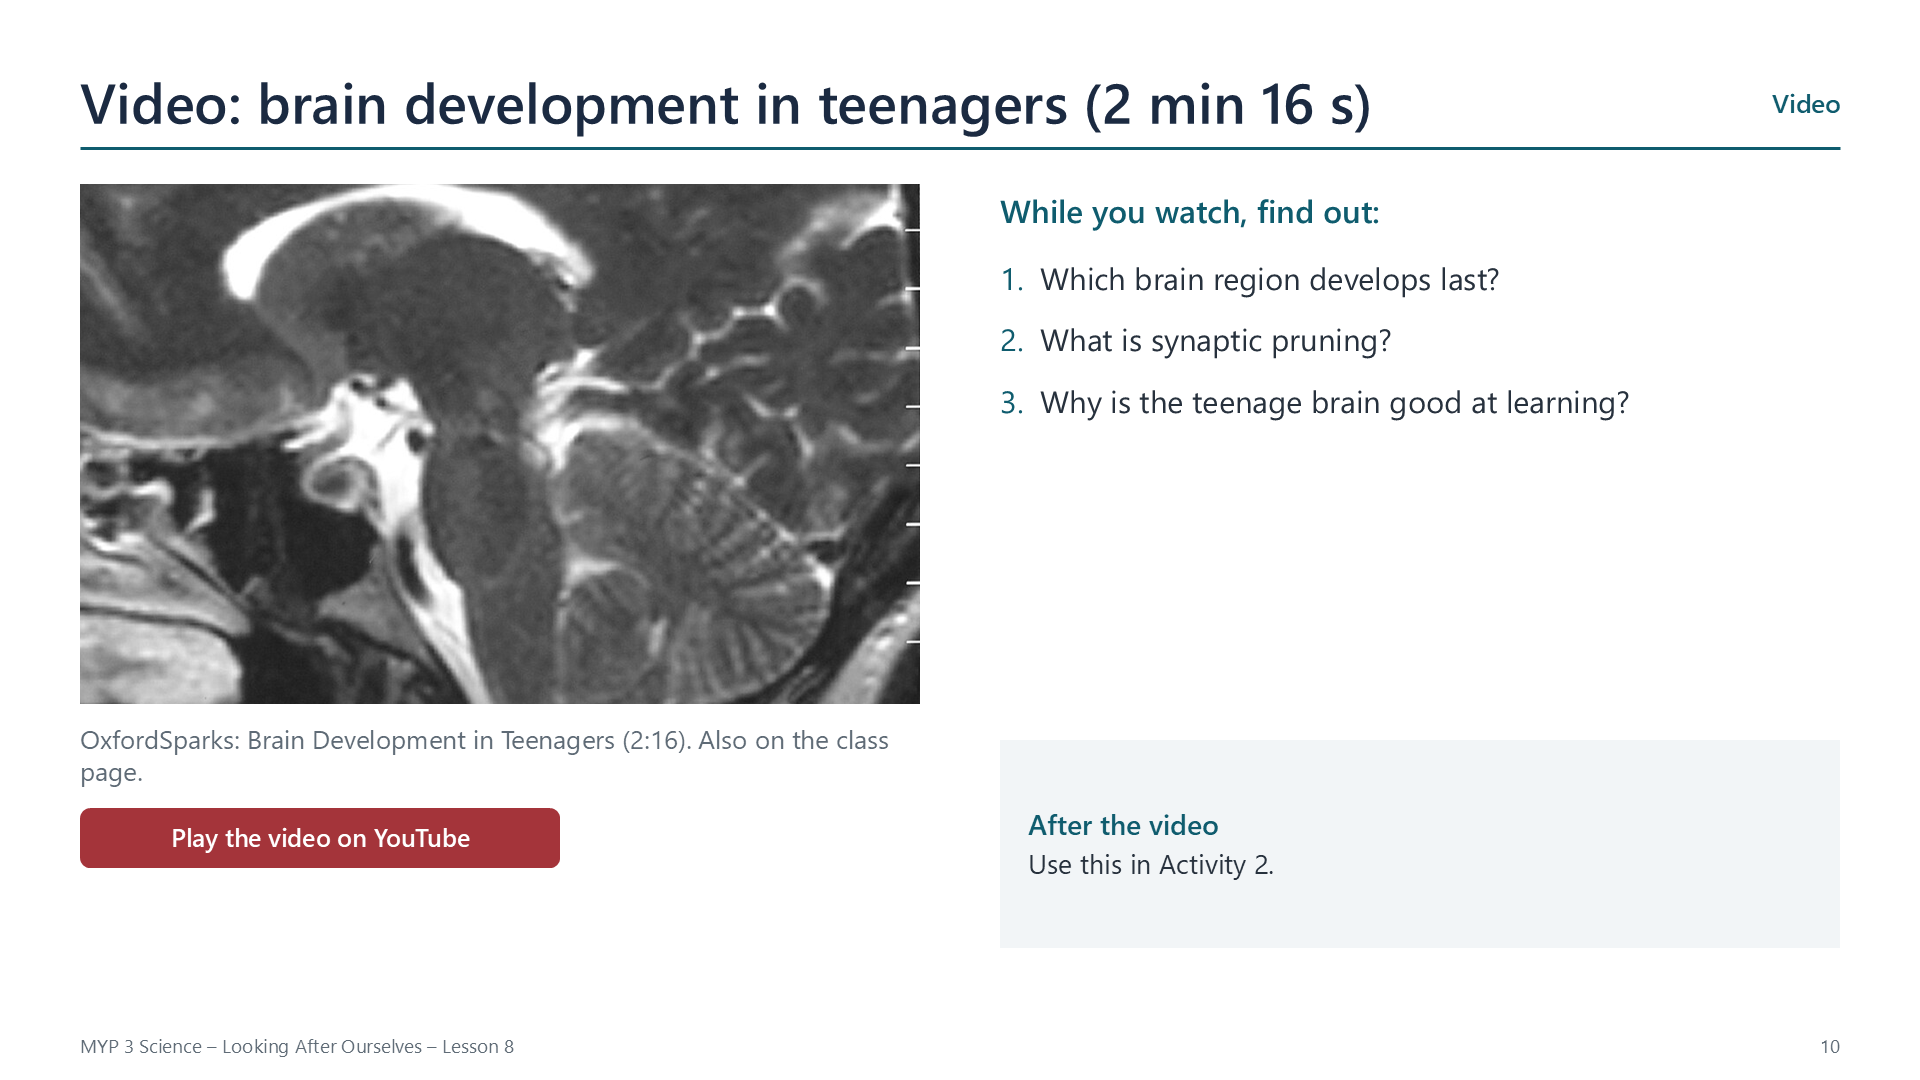 Video: brain development in teenagers (2 min 16 s)
Video
While you watch, find out:
1. Which brain region develops last?
2. What is synaptic pruning?
3. Why is the teenage brain good at learning?
OxfordSparks: Brain Development in Teenagers (2:16). Also on the class
page.
Play the video on YouTube
After the video
Use this in Activity 2.
MYP 3 Science – Looking After Ourselves – Lesson 8
10